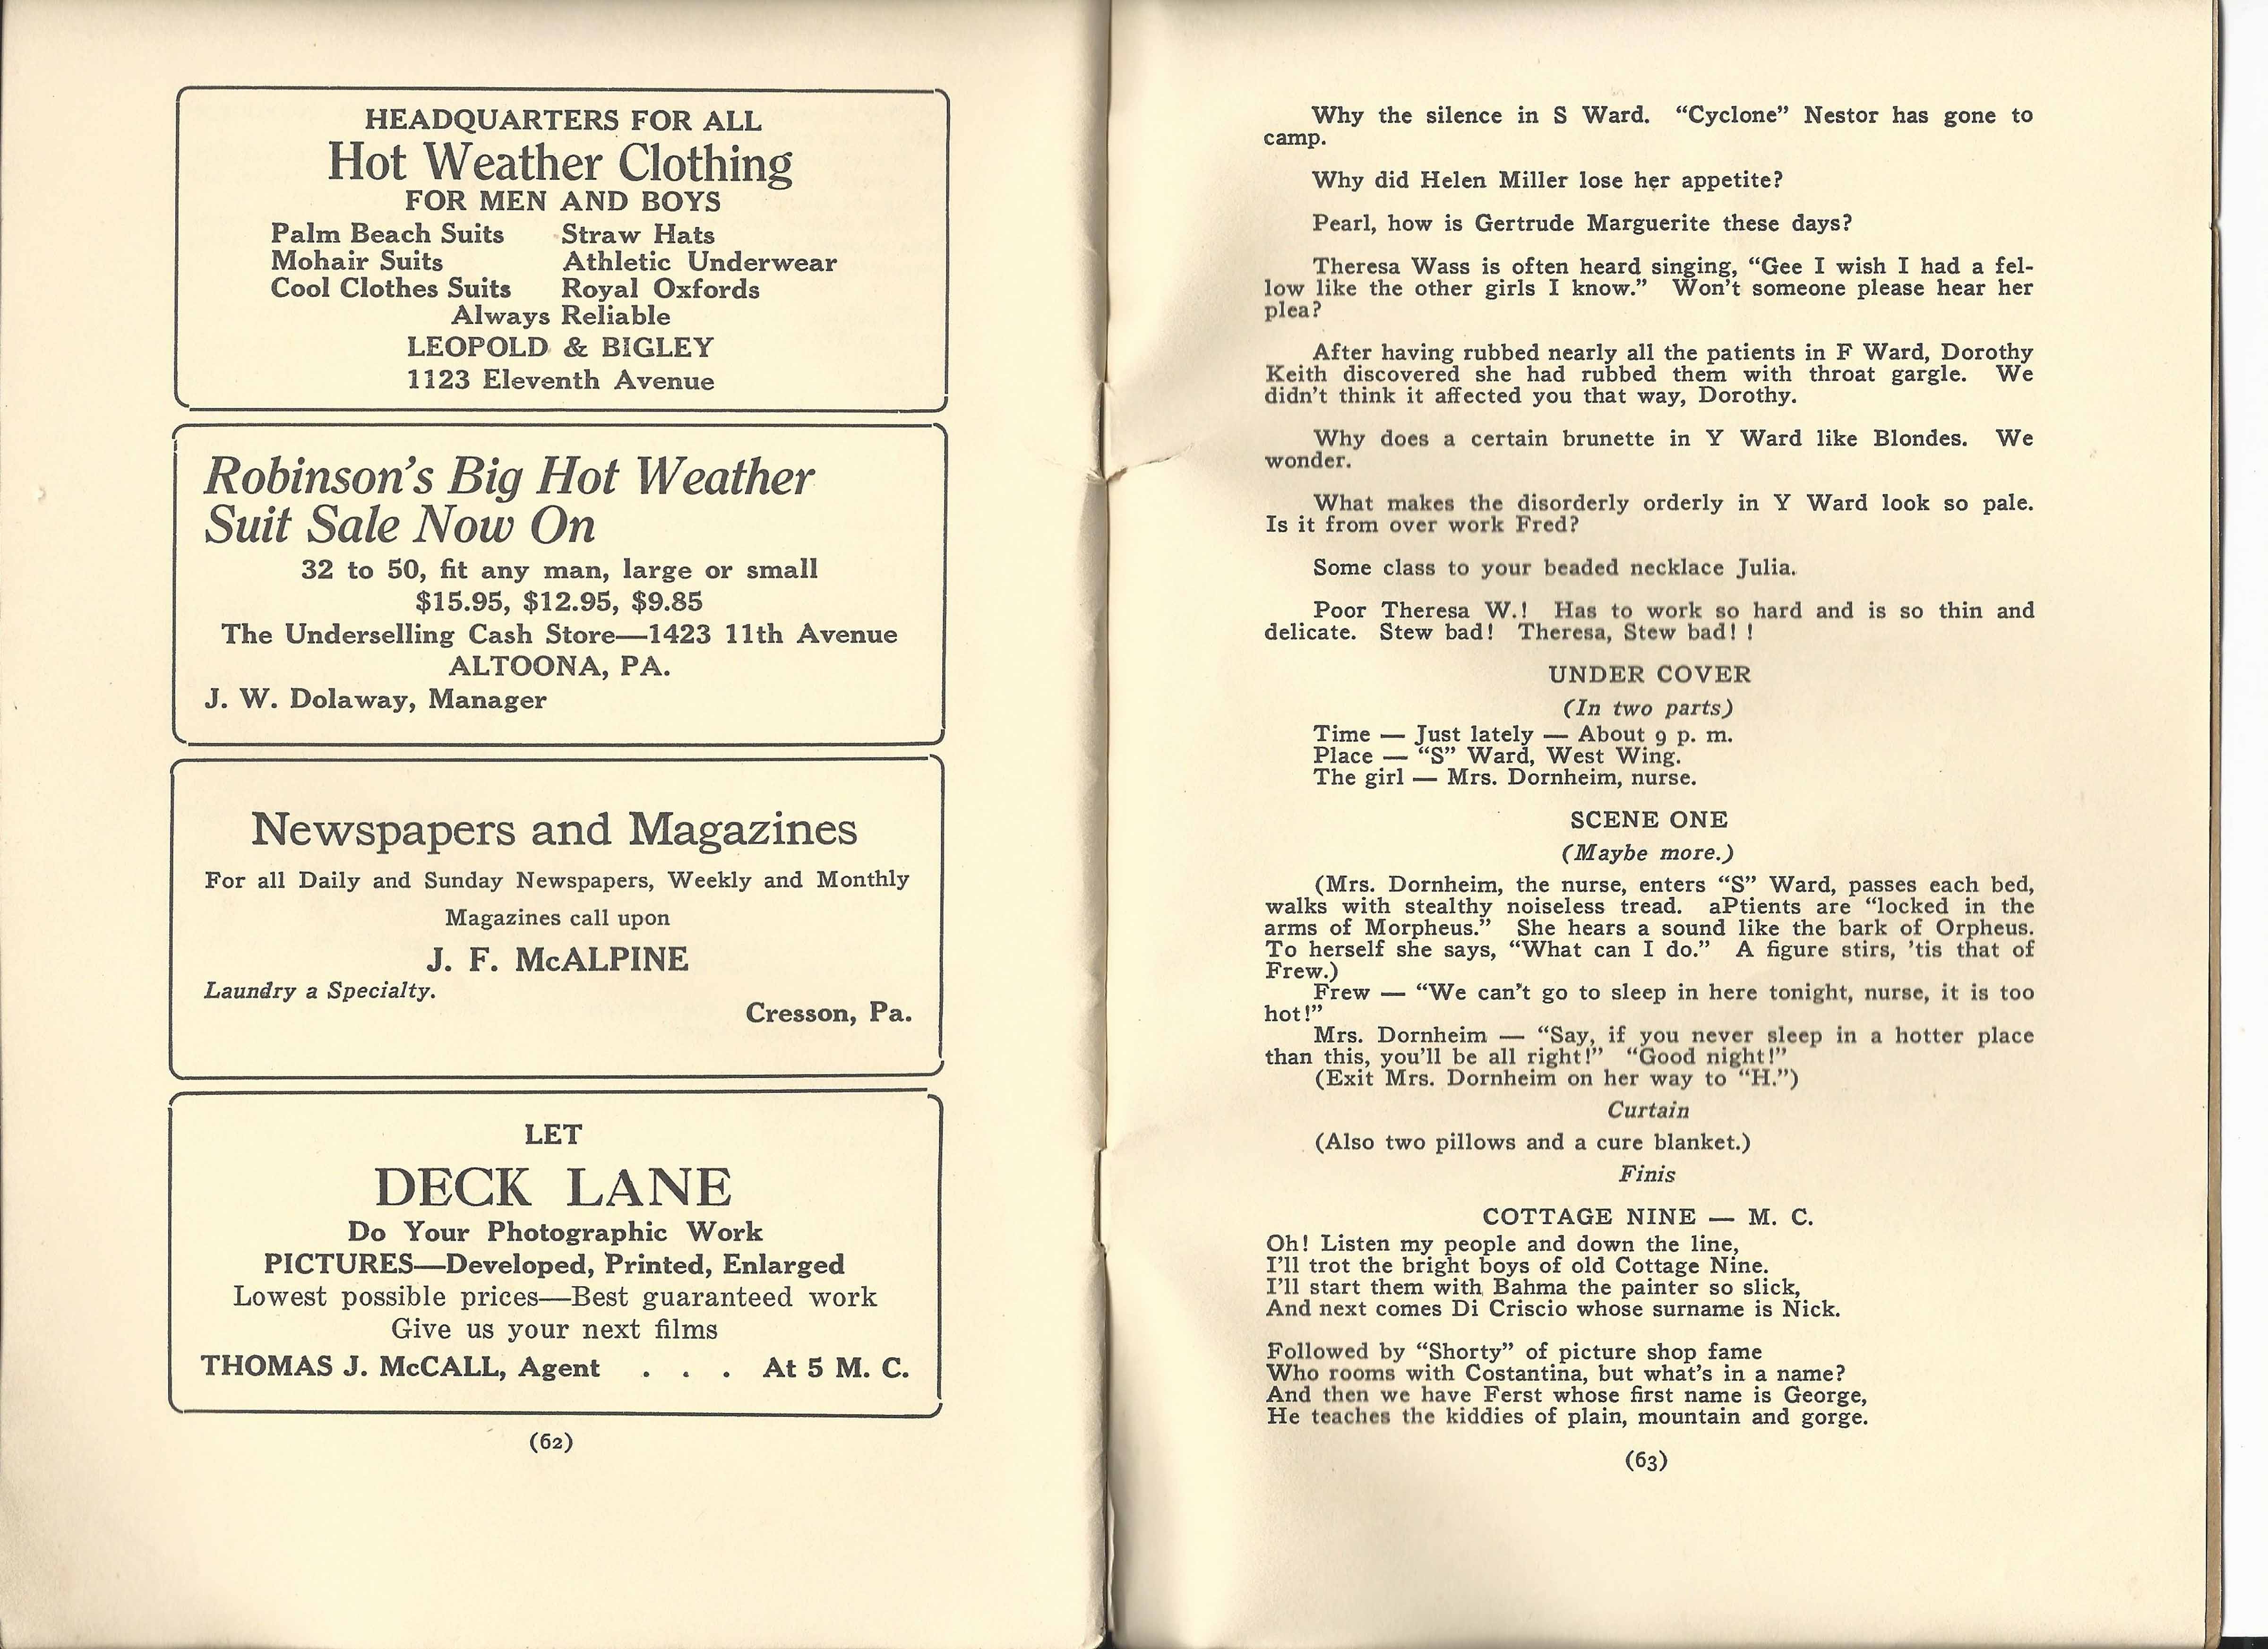 HEADQUARTERS FOR ALL
Hot Weather Clothing
FOR MEN AND BOYS
Palm Beach Suits Straw Hats
Mohair Suits Athletic Underwear
Cool Clothes Suits Royal Oxfords
Always Reliable
LEOPOLD & BIGLEY
1123 Eleventh Avenue
Robinson's Big Hot Weather
Suit Sale Now On
32 to 50, fit any man, large or small
$15.95, $12.95, $9.85
The Underselling Cash Store—1423 11th Avenue
ALTOONA, PA.
J. W. Dolaway, Manager
Newspapers and Magazines
For all Daily and Sunday Newspapers, Weekly and Monthly
Magazines call upon
J. F. McALPINE
Laundry a Specialty.
Cresson, Pa.
LET
DECK LANE
Do Your Photographic Work
PICTURES—Developed, Printed, Enlarged
Lowest possible prices—Best guaranteed work
Give us your next films
THOMAS J. McCALL, Agent . . . At 5 M. C.
(62)
Why the silence in S Ward. “Cyclone” Nestor has gone to
camp.
Why did Helen Miller lose her appetite?
Pearl, how is Gertrude Marguerite these days?
Theresa Wass is often heard singing, “Gee I wish I had a fel-
low like the other girls I know.” Won't someone please hear her
plea?
After having rubbed nearly all the patients in F Ward, Dorothy
Keith discovered she had rubbed them with throat gargle. We
didn't think it affected you that way, Dorothy.
Why does a certain brunette in Y Ward like Blondes. We
wonder.
What makes the disorderly orderly in Y Ward look so pale.
Is it from over work Fred?
Some class to your beaded necklace Julia.
Poor Theresa W.! Has to work so hard and is so thin and
delicate. Stew bad! Theresa, Stew bad! !
UNDER COVER
(In two parts)
Time — Just lately — About 9 p. m.
Place — “S” Ward, West Wing.
The girl — Mrs. Dornheim, nurse.
SCENE ONE
(Maybe more.)
(Mrs. Dornheim, the nurse, enters “S” Ward, passes each bed,
walks with stealthy noiseless tread. aPtients are “locked in the
arms of Morpheus.” She hears a sound like the bark of Orpheus.
To herself she says, “What can I do.” A figure stirs, 'tis that of
Frew.)
Frew — “We can't go to sleep in here tonight, nurse, it is too
hot!”
Mrs. Dornheim — “Say, if you never sleep in a hotter place
than this, you'll be all right!” “Good night!”
(Exit Mrs. Dornheim on her way to “H.”)
Curtain
(Also two pillows and a cure blanket.)
Finis
COTTAGE NINE — M. C.
Oh! Listen my people and down the line,
I'll trot the bright boys of old Cottage Nine.
I'll start them with Bahma the painter so slick,
And next comes Di Criscio whose surname is Nick.
Followed by “Shorty” of picture shop fame
Who rooms with Costantina, but what's in a name?
And then we have Ferst whose first name is George,
He teaches the kiddies of plain, mountain and gorge.
(63)